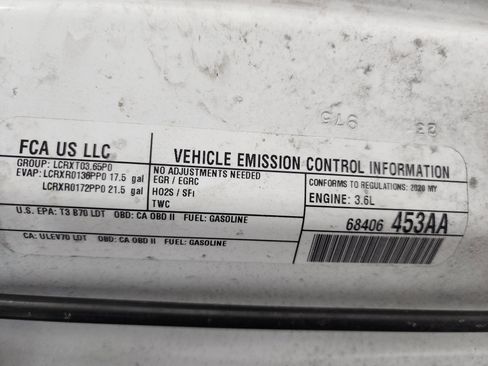 975 23
FCA US LLC
VEHICLE EMISSION CONTROL INFORMATION
GROUP: LCRXT03.65P0
EVAP: LCRXR0136PP0 17.5 gal
LCRXR0172PP0 21.5 gal
NO ADJUSTMENTS NEEDED
EGR / EGRC
HO2S / SFI
TWC
CONFORMS TO REGULATIONS: 2020 MY
ENGINE: 3.6L
U.S. EPA: T3 B70 LDT OBD: CA OBD II FUEL: GASOLINE
CA: ULEV70 LDT OBD: CA OBD II FUEL: GASOLINE
68406 453AA